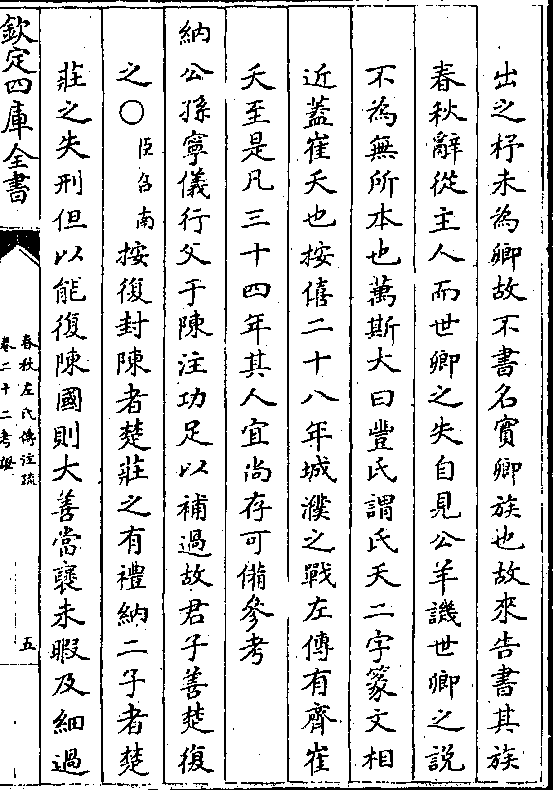 出之杼未為卿故不書名實卿族也故來告書其族
春秋辭從主人而世卿之失自見公羊譏世卿之説
不為無所本也萬斯大曰豐氏謂氏夭二字篆文相
近蓋崔夭也按僖二十八年城濮之戰左傳有齊崔
夭至是凡三十四年其人宜尚存可備參考
納公孫寧儀行父于陳注功足以補過故君子善楚復
之〇臣召南按復封陳者楚莊之有禮納二子者楚
莊之失刑但以能復陳國則大善當襃未暇及細過
欽定四庫全書
春秋左氏傳注疏
卷二十二考證
五